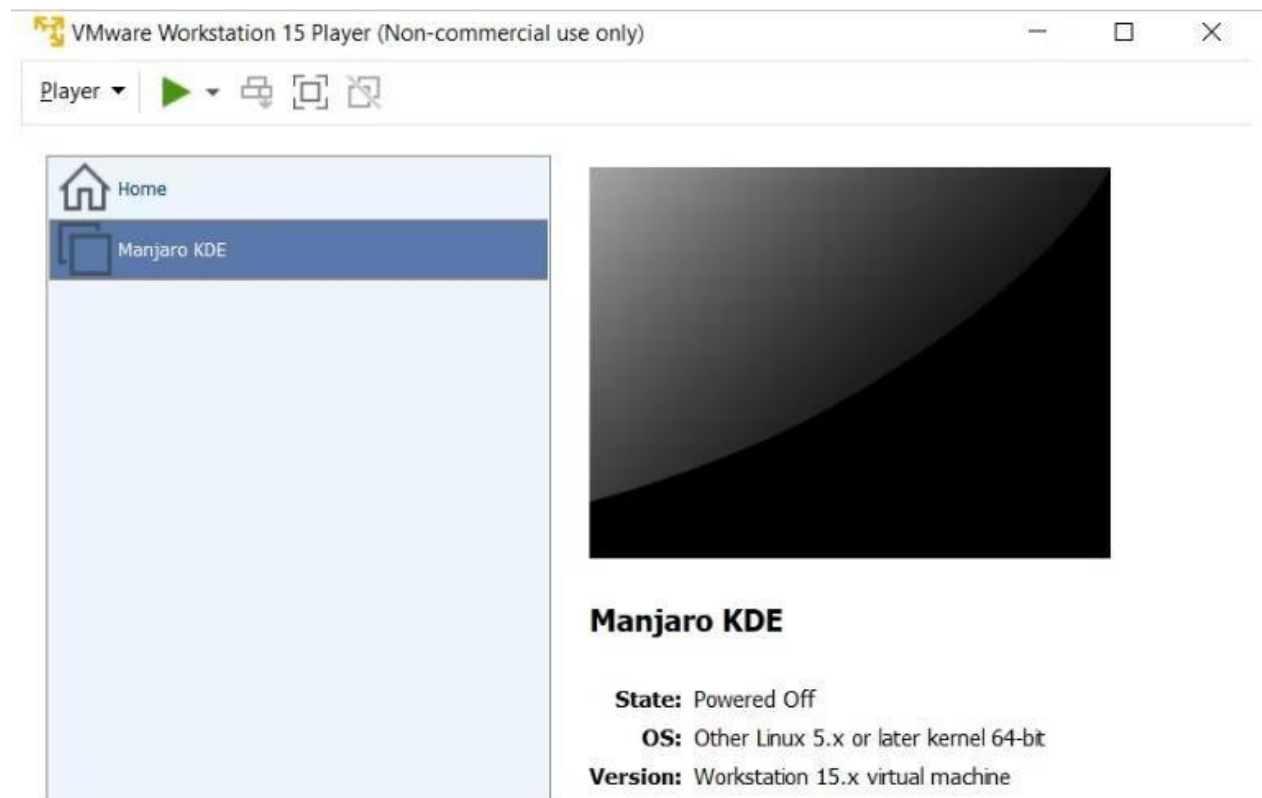 VMware Workstation 15 Player (Non-commercial use only)
Player
Home
Manjaro KDE
Manjaro KDE
State: Powered Off
OS: Other Linux 5.x or later kernel 64-bit
Version: Workstation 15.x virtual machine